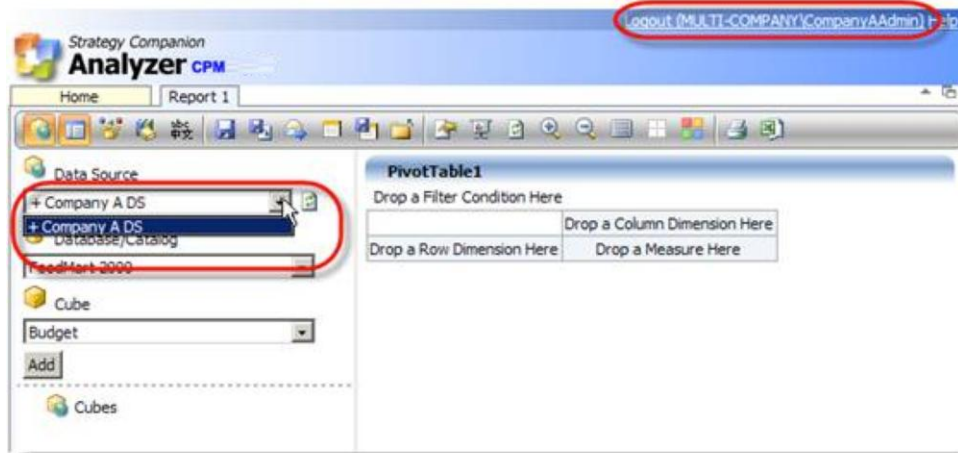 Logout (MULTI-COMPANY\CompanyAAdmin) Help
Strategy Companion
Analyzer CPM
Home
Report 1
Data Source
+ Company A DS
+ Company A DS
Database/Catalog
FoodMart 2000
Cube
Budget
Add
Cubes
PivotTable1
Drop a Filter Condition Here
Drop a Column Dimension Here
Drop a Row Dimension Here
Drop a Measure Here